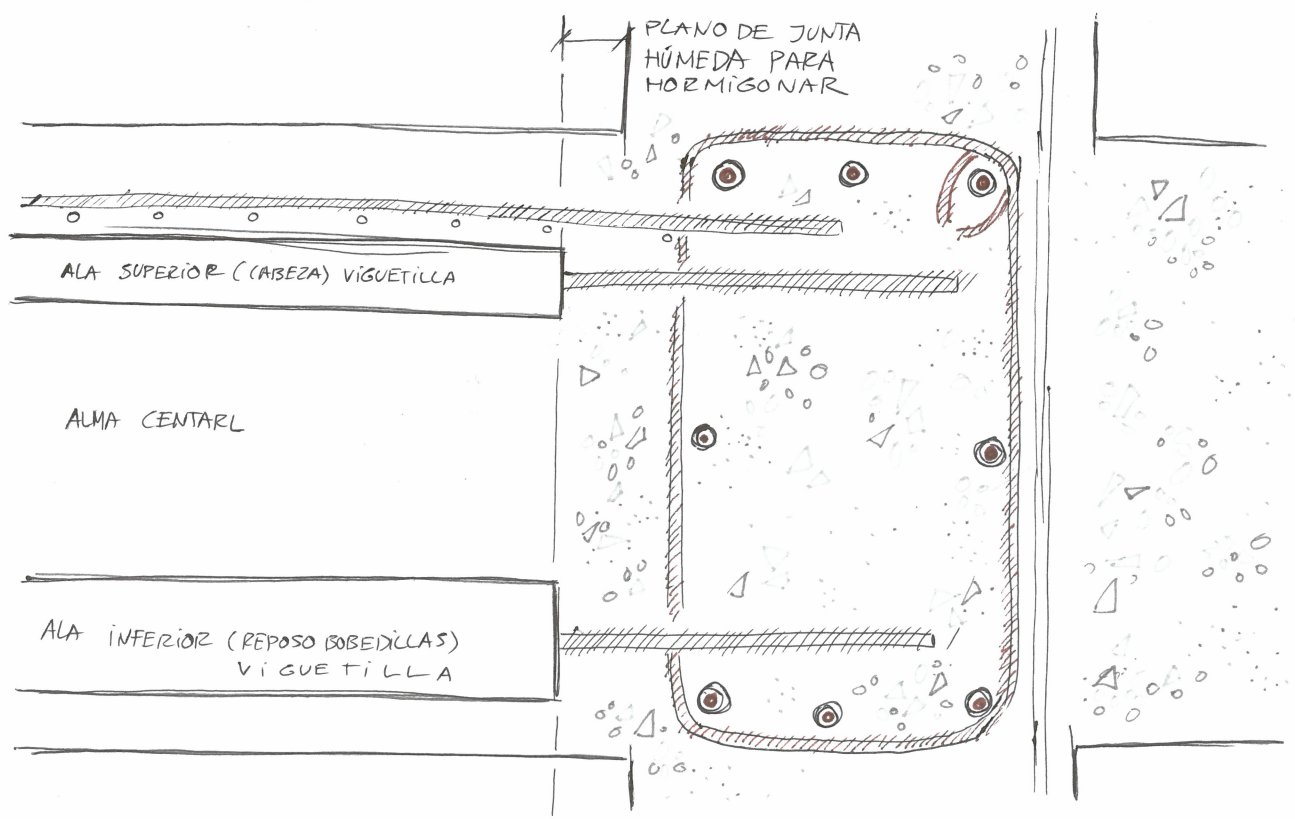 PLANO DE JUNTA
HÚMEDA PARA
HORMIGONAR
ALA SUPERIOR (CABEZA) VIGUETILLA
ALMA CENTARL
ALA INFERIOR (REPOSO BOBEDILLAS)
VIGUETILLA